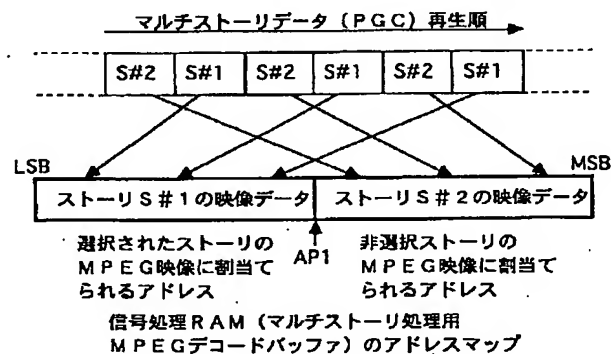 マルチストーリデータ（PGC）再生順
S#2 S#1 S#2 S#1 S#2 S#1
LSB MSB
ストーリS#1の映像データ ストーリS#2の映像データ
選択されたストーリの
MPEG映像に割当て
られるアドレス
AP1
非選択ストーリの
MPEG映像に割当て
られるアドレス
信号処理RAM（マルチストーリ処理用
MPEGデコードバッファ）のアドレスマップ